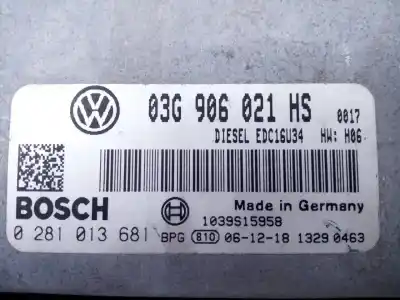 03G 906 021 HS 0017
DIESEL EDC16U34 HW: H06
BOSCH
Made in Germany
1039S15958
0 281 013 681 BPG 810 06-12-18 1329 0463